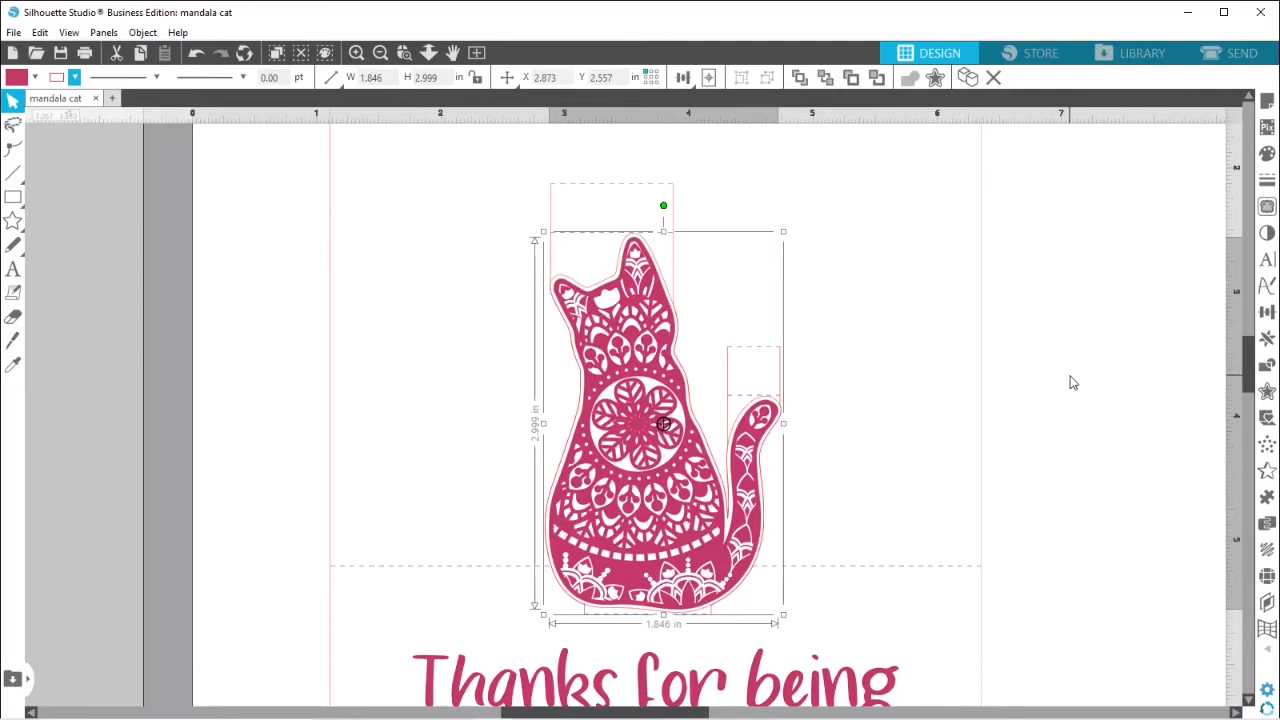 Silhouette Studio® Business Edition: mandala cat
File Edit View Panels Object Help
DESIGN STORE LIBRARY SEND
0.00 pt W 1.846 H 2.999 in X 2.873 Y 2.557 in
mandala cat
0 1 2 3 4 5 6 7
Pix
2.999 in
1.846 in
Thanks for being